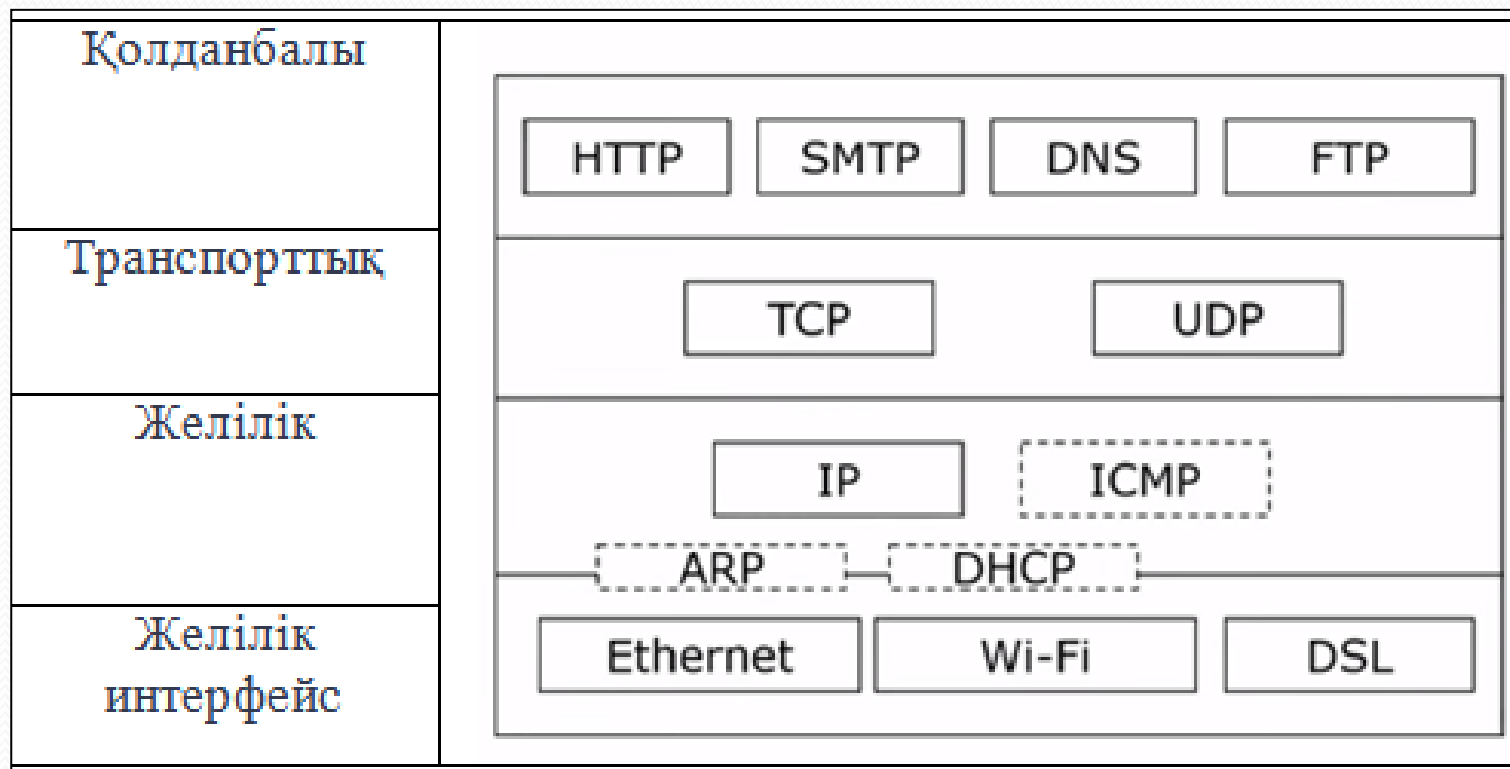 Қолданбалы
HTTP SMTP DNS FTP
Транспорттық
TCP UDP
Желілік
IP ICMP
ARP DHCP
Желілік
интерфейс
Ethernet Wi-Fi DSL